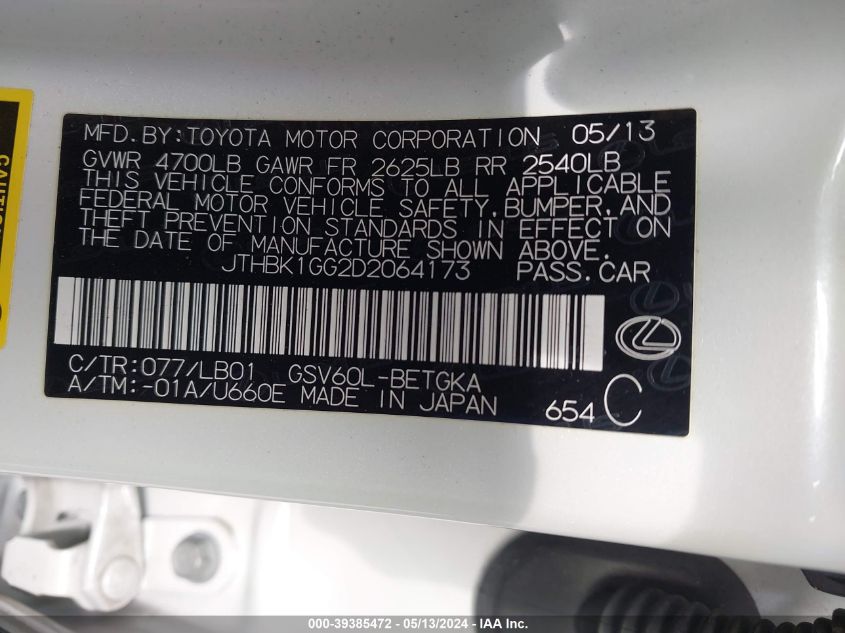 MFD.BY:TOYOTA MOTOR CORPORATION 05/13
GVWR 4700LB GAWR FR 2625LB RR 2540LB
THIS VEHICLE CONFORMS TO ALL APPLICABLE
FEDERAL MOTOR VEHICLE SAFETY,BUMPER,AND
THEFT PREVENTION STANDARDS IN EFFECT ON
THE DATE OF MANUFACTURE SHOWN ABOVE.
JTHBK1GG2D2064173 PASS.CAR
C/TR:077/LB01 GSV60L-BETGKA
A/TM:-01A/U660E MADE IN JAPAN
654 C
000-39385472 - 05/13/2024 - IAA Inc.